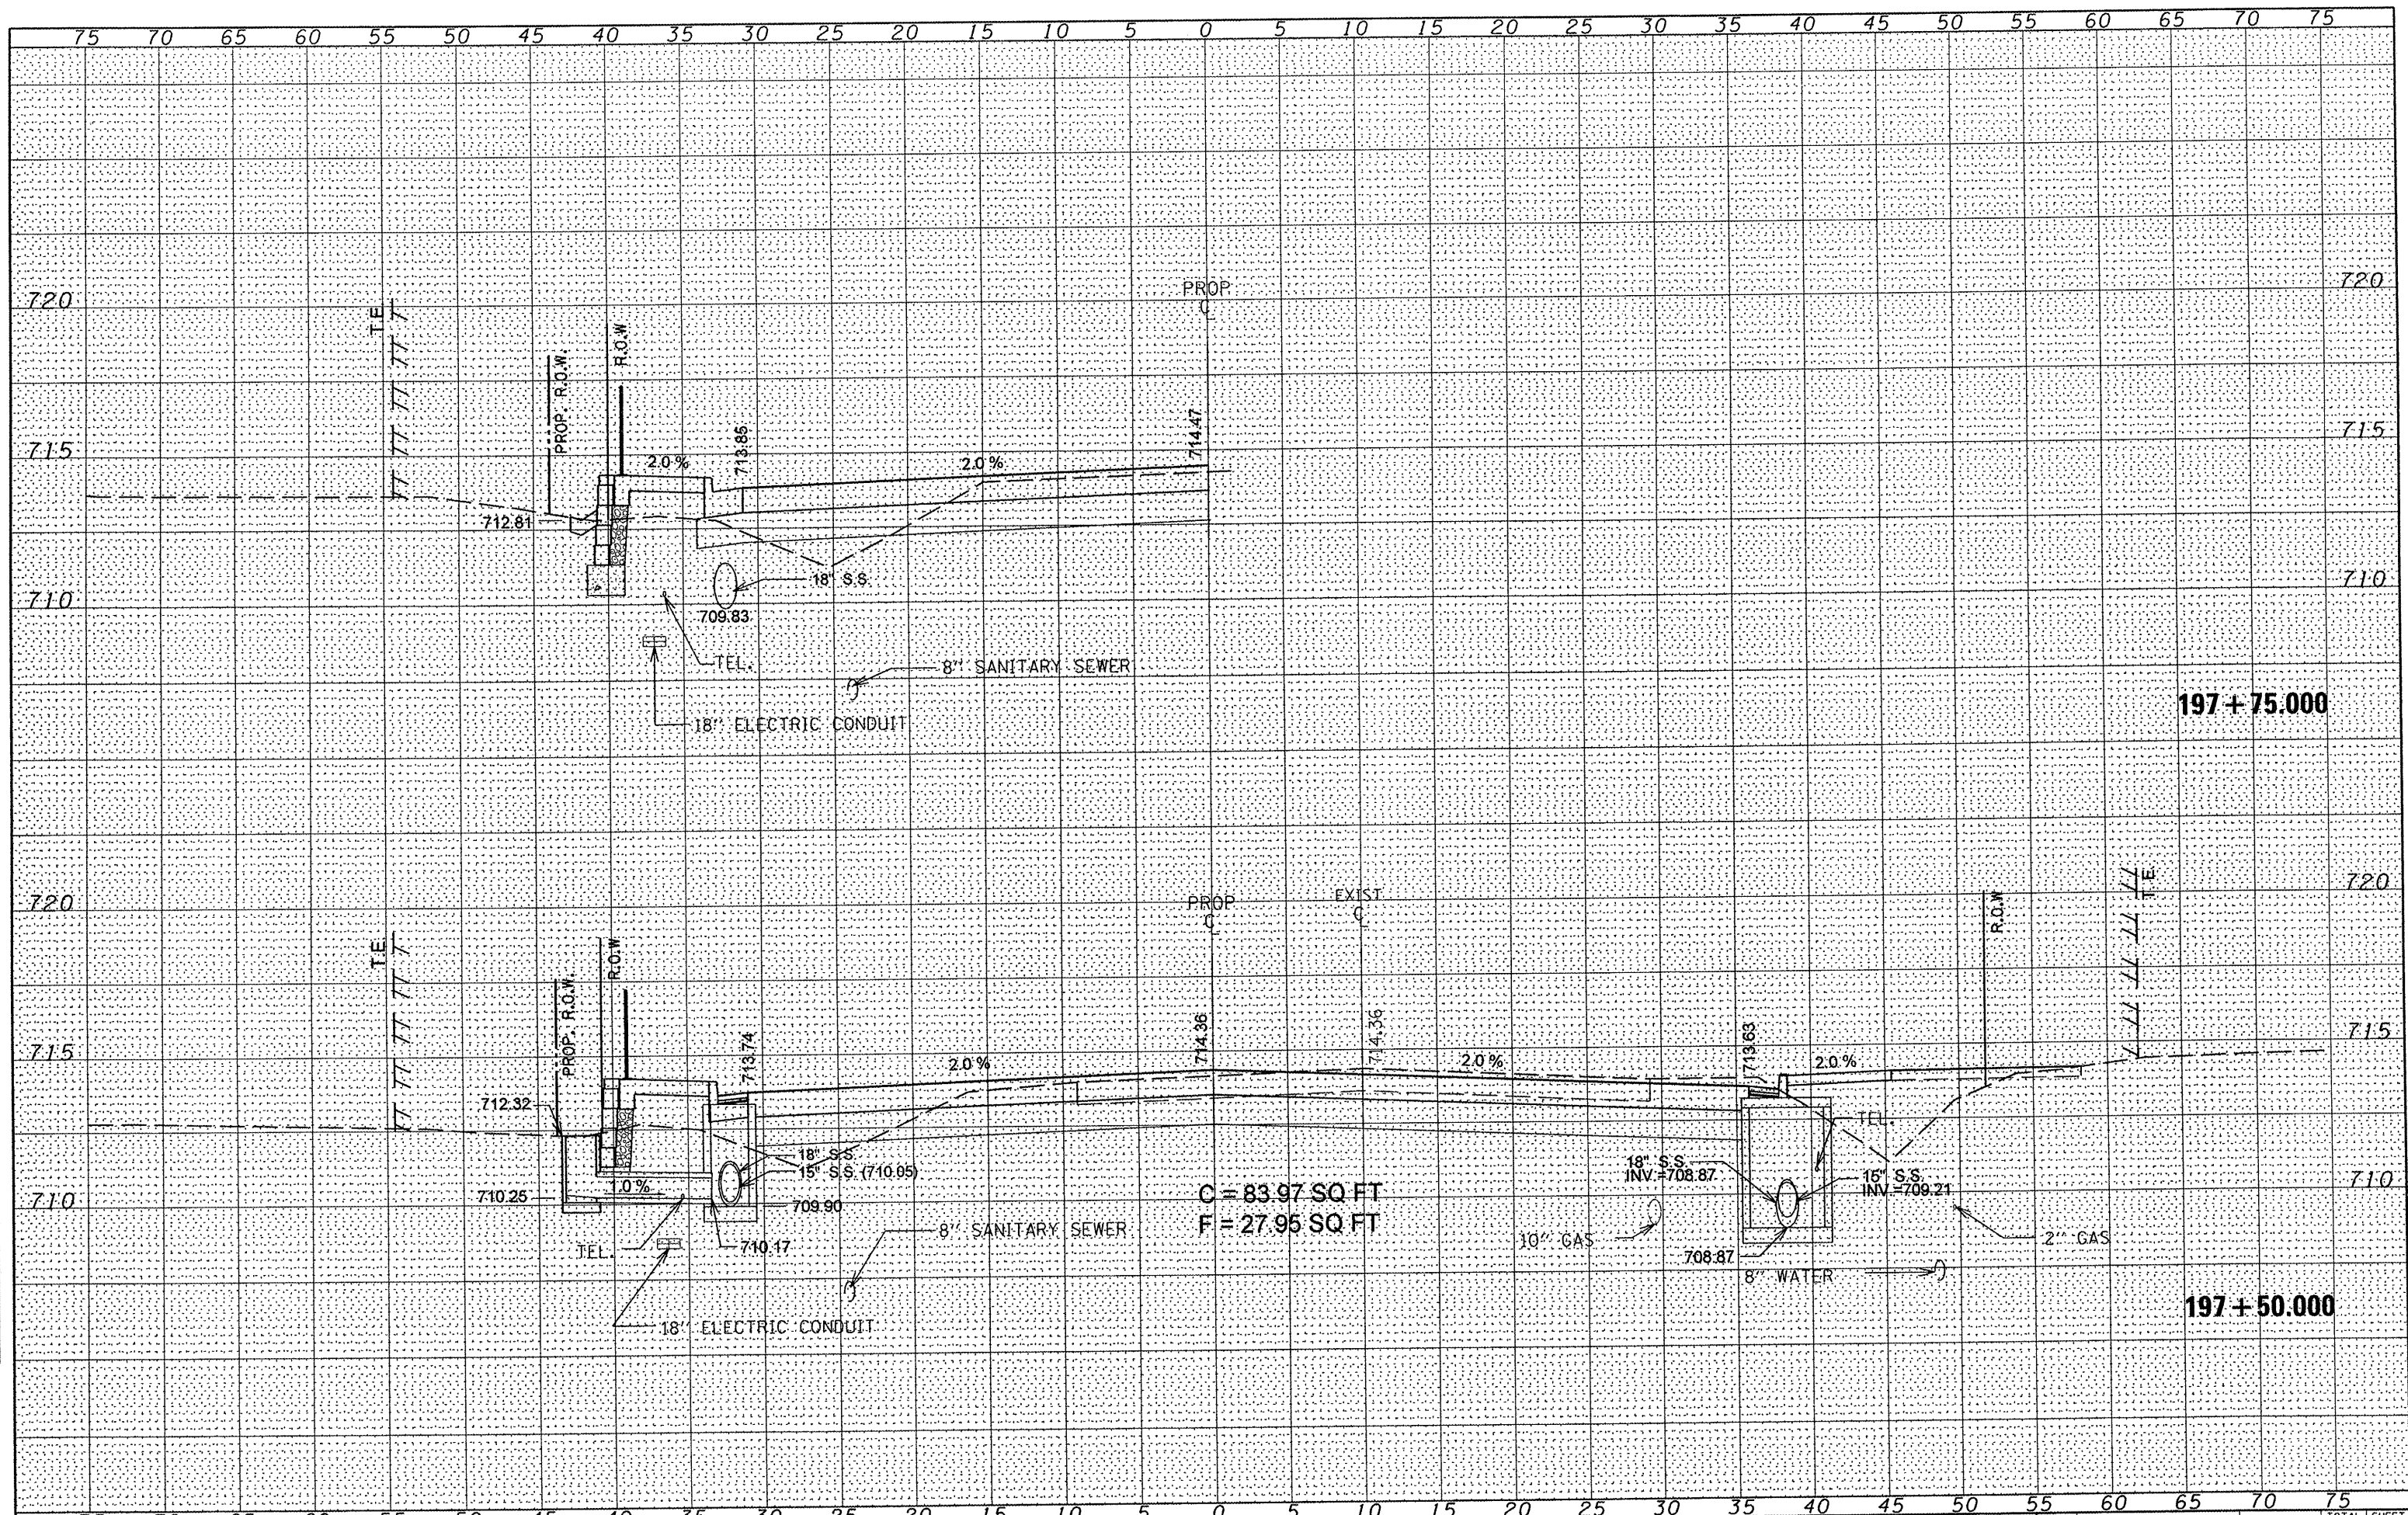 75 70 65 60 55 50 45 40 35 30 25 20 15 10 5 0 5 10 15 20 25 30 35 40 45 50 55 60 65 70 75
720
720
PROP
C
T.E.
PROP. R.O.W.
R.O.W
715
715
2.0 %
713.85
2.0 %
714.47
712.81
18" S.S.
710
710
709.83
TEL.
8" SANITARY SEWER
18" ELECTRIC CONDUIT
197 + 75.000
720
720
PROP
C
EXIST
C
T.E.
PROP. R.O.W.
R.O.W
R.O.W
T.E.
715
715
713.74
2.0 %
714.36
714.36
2.0 %
713.63
2.0 %
712.32
TEL.
18" S.S.
15" S.S. (710.05)
1.0 %
710.25
710
709.90
C = 83.97 SQ FT
F = 27.95 SQ FT
18" S.S.
INV.=708.87
15" S.S.
INV.=709.21
710
8" SANITARY SEWER
TEL.
710.17
10" GAS
708.87
2" GAS
8" WATER
18" ELECTRIC CONDUIT
197 + 50.000
45 40 35 30 25 20 15 10 5 0 5 10 15 20 25 30 35 40 45 50 55 60 65 70 75
TOTAL SHEET